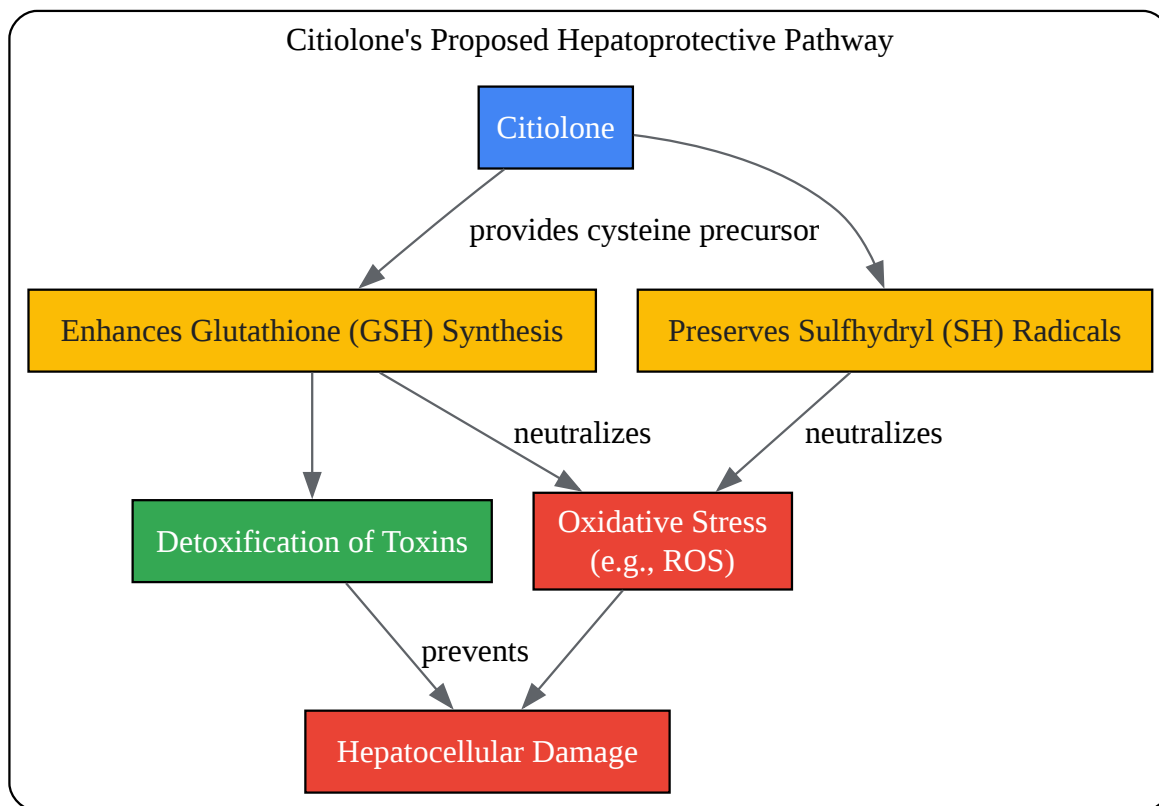 Citiolone's Proposed Hepatoprotective Pathway
Citiolone
provides cysteine precursor
Enhances Glutathione (GSH) Synthesis
Preserves Sulfhydryl (SH) Radicals
neutralizes
neutralizes
Detoxification of Toxins
Oxidative Stress
(e.g., ROS)
prevents
Hepatocellular Damage